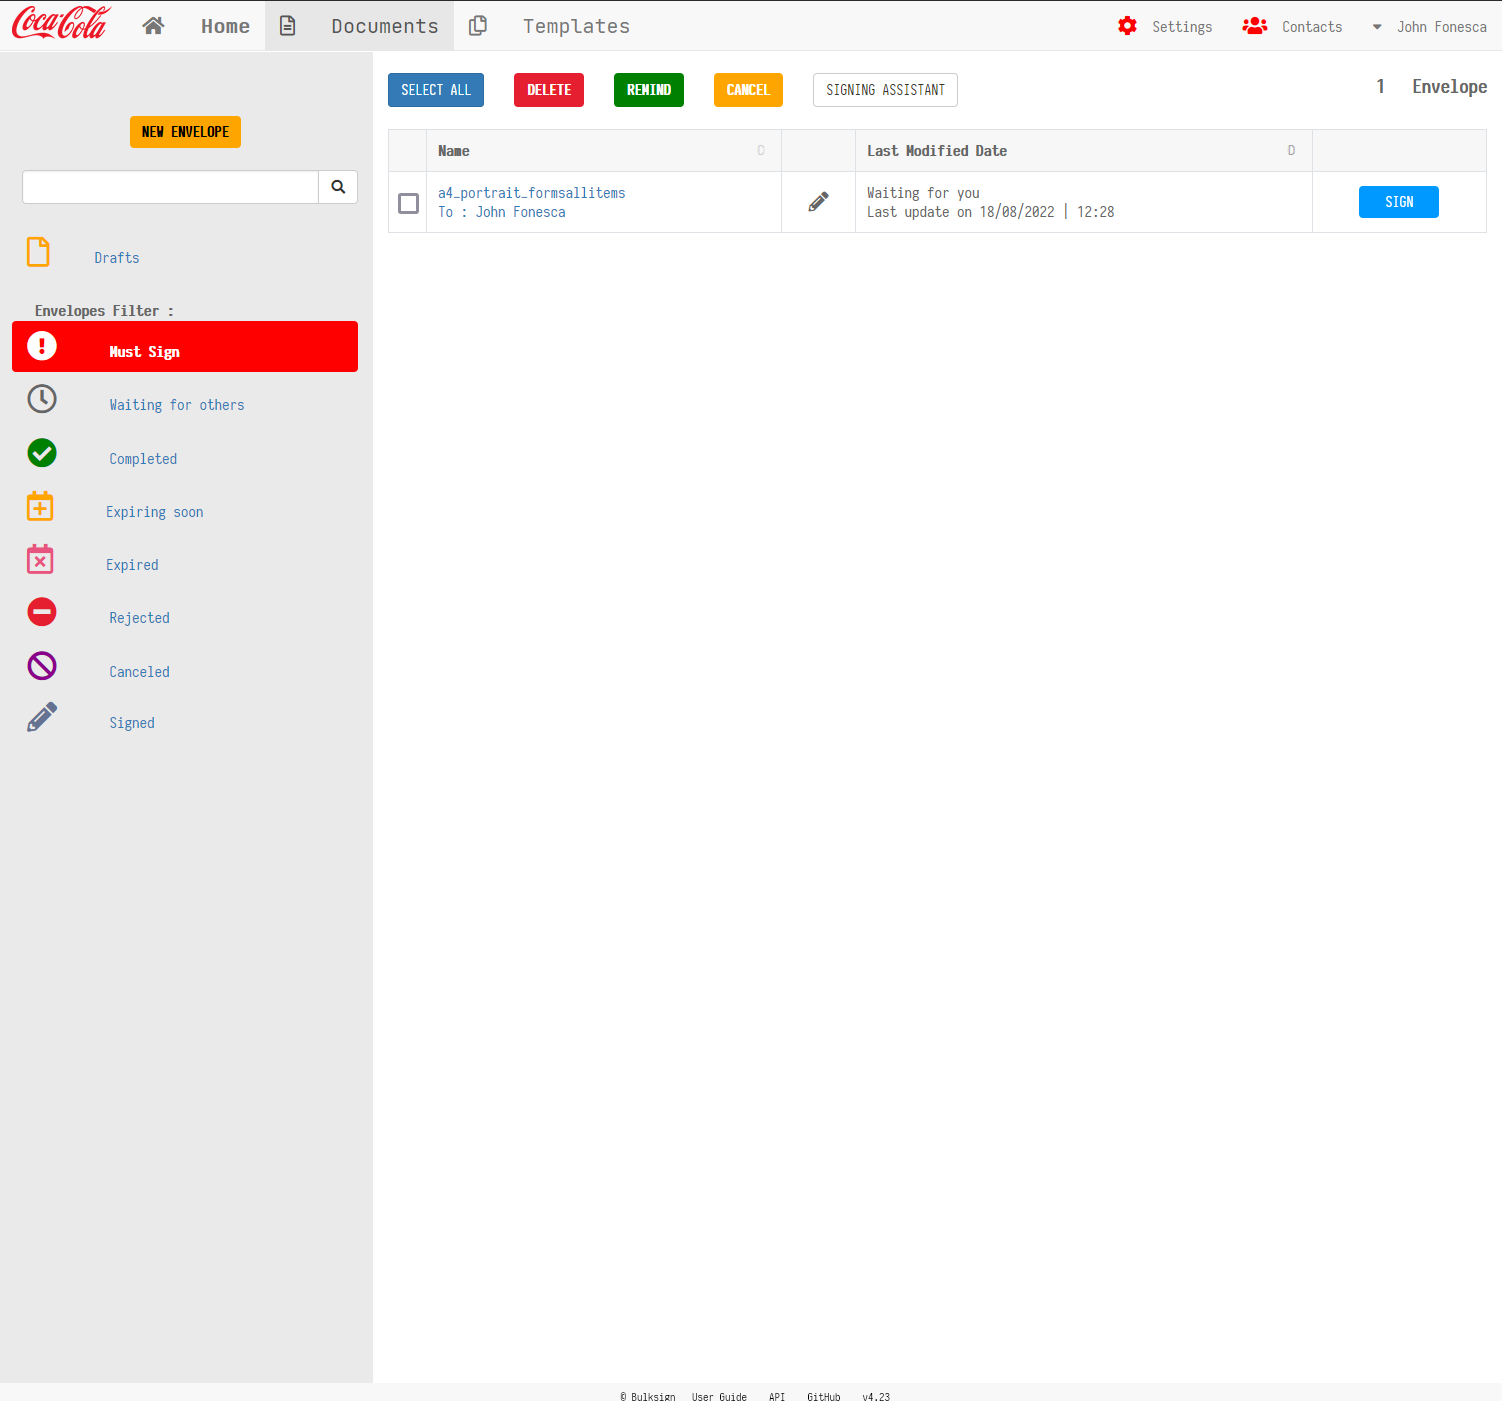 Coca-Cola Home Documents Templates Settings Contacts John Fonesca
NEW ENVELOPE
Drafts
Envelopes Filter :
Must Sign
Waiting for others
Completed
Expiring soon
Expired
Rejected
Canceled
Signed
SELECT ALL DELETE REMIND CANCEL SIGNING ASSISTANT 1 Envelope
Name Last Modified Date
a4_portrait_formsallitems
To : John Fonesca
Waiting for you
Last update on 18/08/2022 | 12:28
SIGN
© Bulksign User Guide API GitHub v4.23